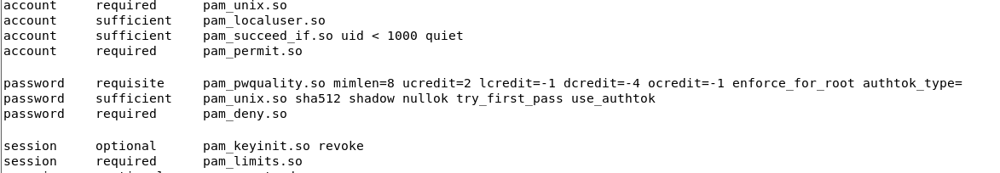 account     required      pam_unix.so
account     sufficient    pam_localuser.so
account     sufficient    pam_succeed_if.so uid < 1000 quiet
account     required      pam_permit.so
password    requisite     pam_pwquality.so mimlen=8 ucredit=2 lcredit=-1 dcredit=-4 ocredit=-1 enforce_for_root authtok_type=
password    sufficient    pam_unix.so sha512 shadow nullok try_first_pass use_authtok
password    required      pam_deny.so
session     optional      pam_keyinit.so revoke
session     required      pam_limits.so